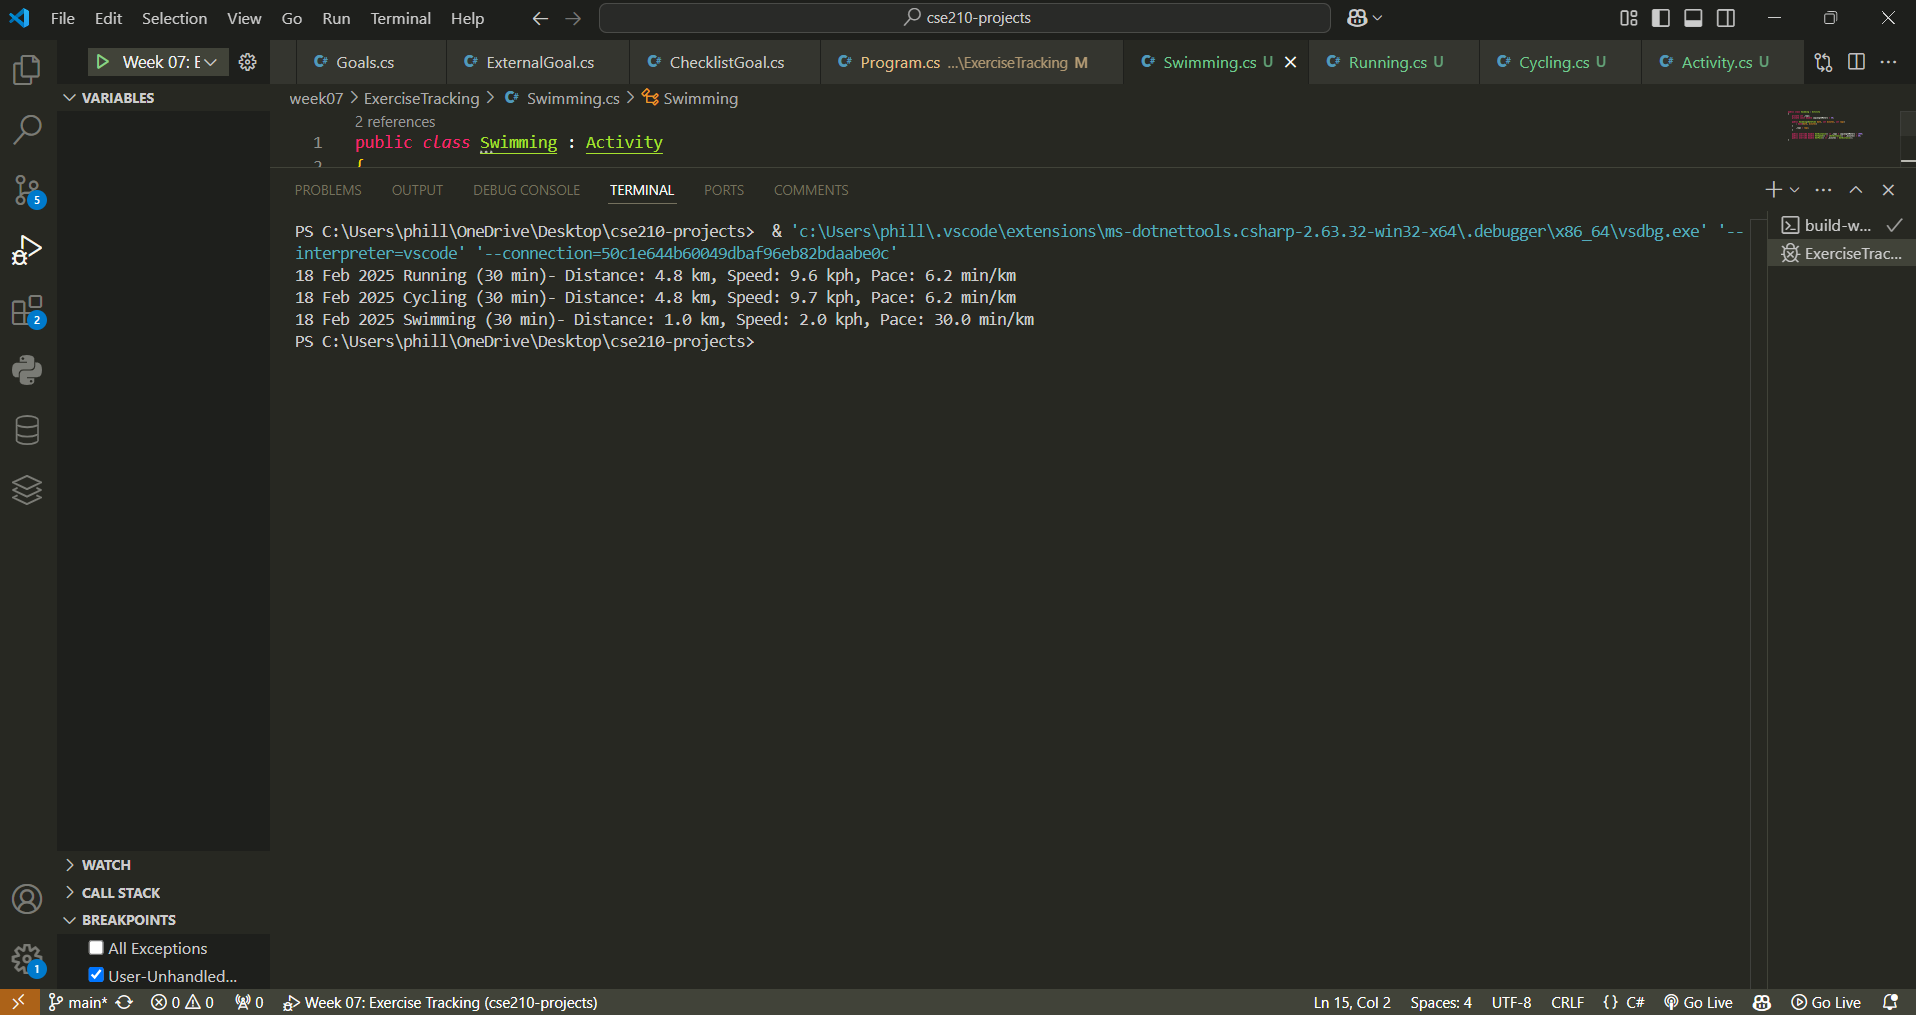 File Edit Selection View Go Run Terminal Help
cse210-projects
Week 07: E
Goals.cs
ExternalGoal.cs
ChecklistGoal.cs
Program.cs ...\ExerciseTracking M
Swimming.cs U
Running.cs U
Cycling.cs U
Activity.cs U
VARIABLES
week07 > ExerciseTracking > Swimming.cs > Swimming
2 references
1 public class Swimming : Activity
2 {
PROBLEMS OUTPUT DEBUG CONSOLE TERMINAL PORTS COMMENTS
PS C:\Users\phill\OneDrive\Desktop\cse210-projects>  & 'c:\Users\phill\.vscode\extensions\ms-dotnettools.csharp-2.63.32-win32-x64\.debugger\x86_64\vsdbg.exe' '--
interpreter=vscode' '--connection=50c1e644b60049dbaf96eb82bdaabe0c'
18 Feb 2025 Running (30 min)- Distance: 4.8 km, Speed: 9.6 kph, Pace: 6.2 min/km
18 Feb 2025 Cycling (30 min)- Distance: 4.8 km, Speed: 9.7 kph, Pace: 6.2 min/km
18 Feb 2025 Swimming (30 min)- Distance: 1.0 km, Speed: 2.0 kph, Pace: 30.0 min/km
PS C:\Users\phill\OneDrive\Desktop\cse210-projects>
build-w...
ExerciseTrac...
WATCH
CALL STACK
BREAKPOINTS
All Exceptions
User-Unhandled...
5
2
1
main* 0 0 0 Week 07: Exercise Tracking (cse210-projects)
Ln 15, Col 2 Spaces: 4 UTF-8 CRLF {} C# Go Live Go Live